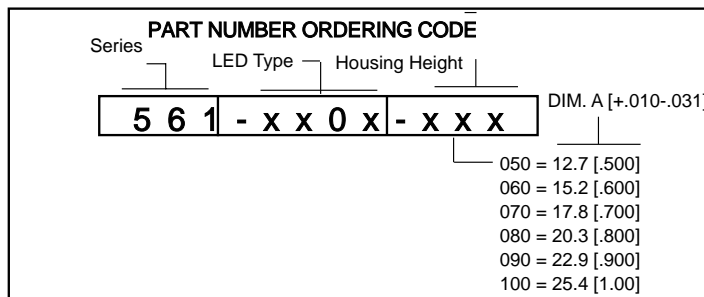 PART NUMBER ORDERING CODE
Series
LED Type
Housing Height
5 6 1 - x x 0 x - x x x
DIM. A [+.010-.031]
050 = 12.7 [.500]
060 = 15.2 [.600]
070 = 17.8 [.700]
080 = 20.3 [.800]
090 = 22.9 [.900]
100 = 25.4 [1.00]